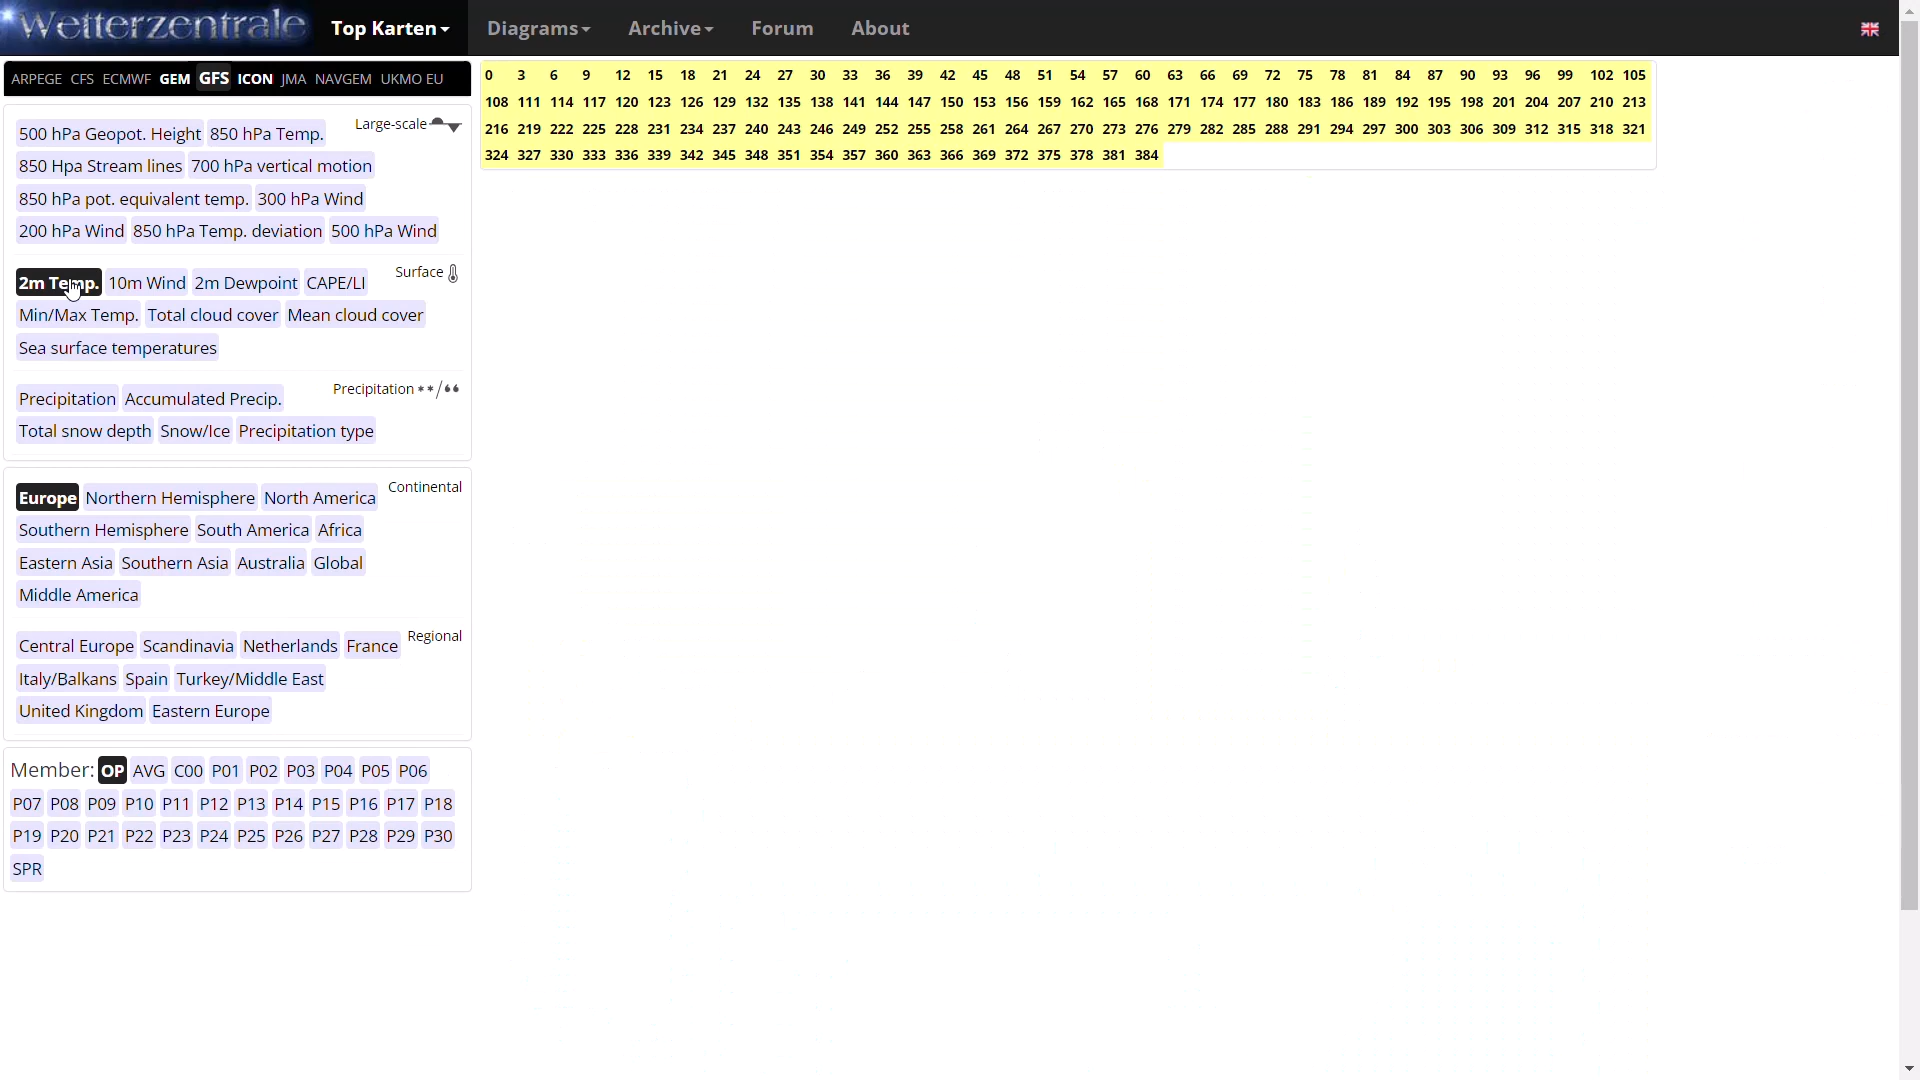 Wetterzentrale Top Karten Diagrams Archive Forum About
ARPEGE CFS ECMWF GEM GFS ICON JMA NAVGEM UKMO EU
Large-scale
500 hPa Geopot. Height 850 hPa Temp.
850 Hpa Stream lines 700 hPa vertical motion
850 hPa pot. equivalent temp. 300 hPa Wind
200 hPa Wind 850 hPa Temp. deviation 500 hPa Wind
Surface
2m Temp. 10m Wind 2m Dewpoint CAPE/LI
Min/Max Temp. Total cloud cover Mean cloud cover
Sea surface temperatures
Precipitation **/
Precipitation Accumulated Precip.
Total snow depth Snow/Ice Precipitation type
Continental
Europe Northern Hemisphere North America
Southern Hemisphere South America Africa
Eastern Asia Southern Asia Australia Global
Middle America
Regional
Central Europe Scandinavia Netherlands France
Italy/Balkans Spain Turkey/Middle East
United Kingdom Eastern Europe
Member: OP AVG C00 P01 P02 P03 P04 P05 P06
P07 P08 P09 P10 P11 P12 P13 P14 P15 P16 P17 P18
P19 P20 P21 P22 P23 P24 P25 P26 P27 P28 P29 P30
SPR
0 3 6 9 12 15 18 21 24 27 30 33 36 39 42 45 48 51 54 57 60 63 66 69 72 75 78 81 84 87 90 93 96 99 102 105
108 111 114 117 120 123 126 129 132 135 138 141 144 147 150 153 156 159 162 165 168 171 174 177 180 183 186 189 192 195 198 201 204 207 210 213
216 219 222 225 228 231 234 237 240 243 246 249 252 255 258 261 264 267 270 273 276 279 282 285 288 291 294 297 300 303 306 309 312 315 318 321
324 327 330 333 336 339 342 345 348 351 354 357 360 363 366 369 372 375 378 381 384